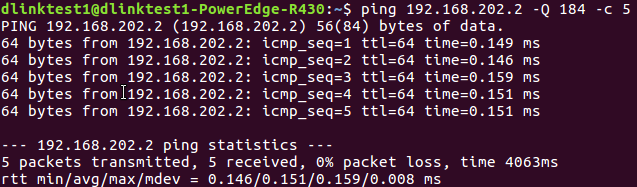 dlinktest1@dlinktest1-PowerEdge-R430:~$ ping 192.168.202.2 -Q 184 -c 5
PING 192.168.202.2 (192.168.202.2) 56(84) bytes of data.
64 bytes from 192.168.202.2: icmp_seq=1 ttl=64 time=0.149 ms
64 bytes from 192.168.202.2: icmp_seq=2 ttl=64 time=0.146 ms
64 bytes from 192.168.202.2: icmp_seq=3 ttl=64 time=0.159 ms
64 bytes from 192.168.202.2: icmp_seq=4 ttl=64 time=0.151 ms
64 bytes from 192.168.202.2: icmp_seq=5 ttl=64 time=0.151 ms
--- 192.168.202.2 ping statistics ---
5 packets transmitted, 5 received, 0% packet loss, time 4063ms
rtt min/avg/max/mdev = 0.146/0.151/0.159/0.008 ms